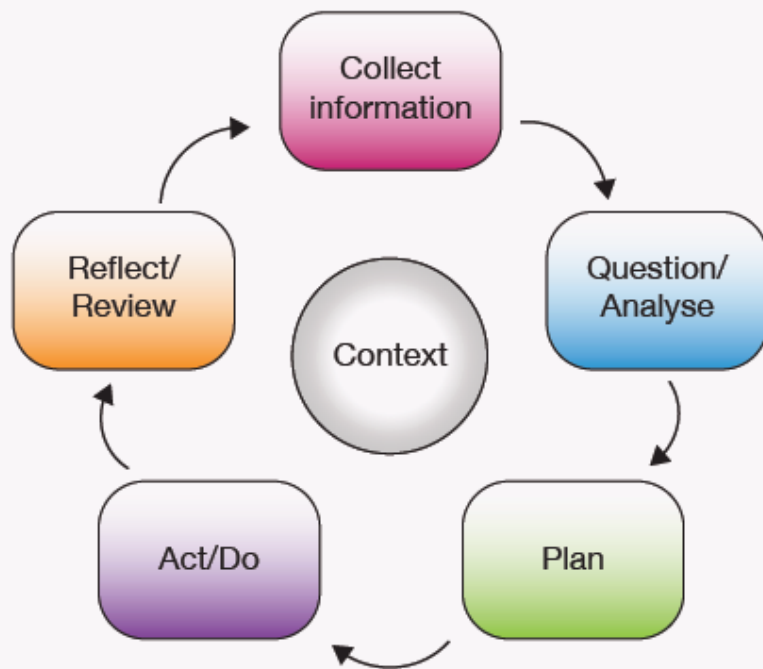 Collect
information
Question/
Analyse
Plan
Act/Do
Reflect/
Review
Context